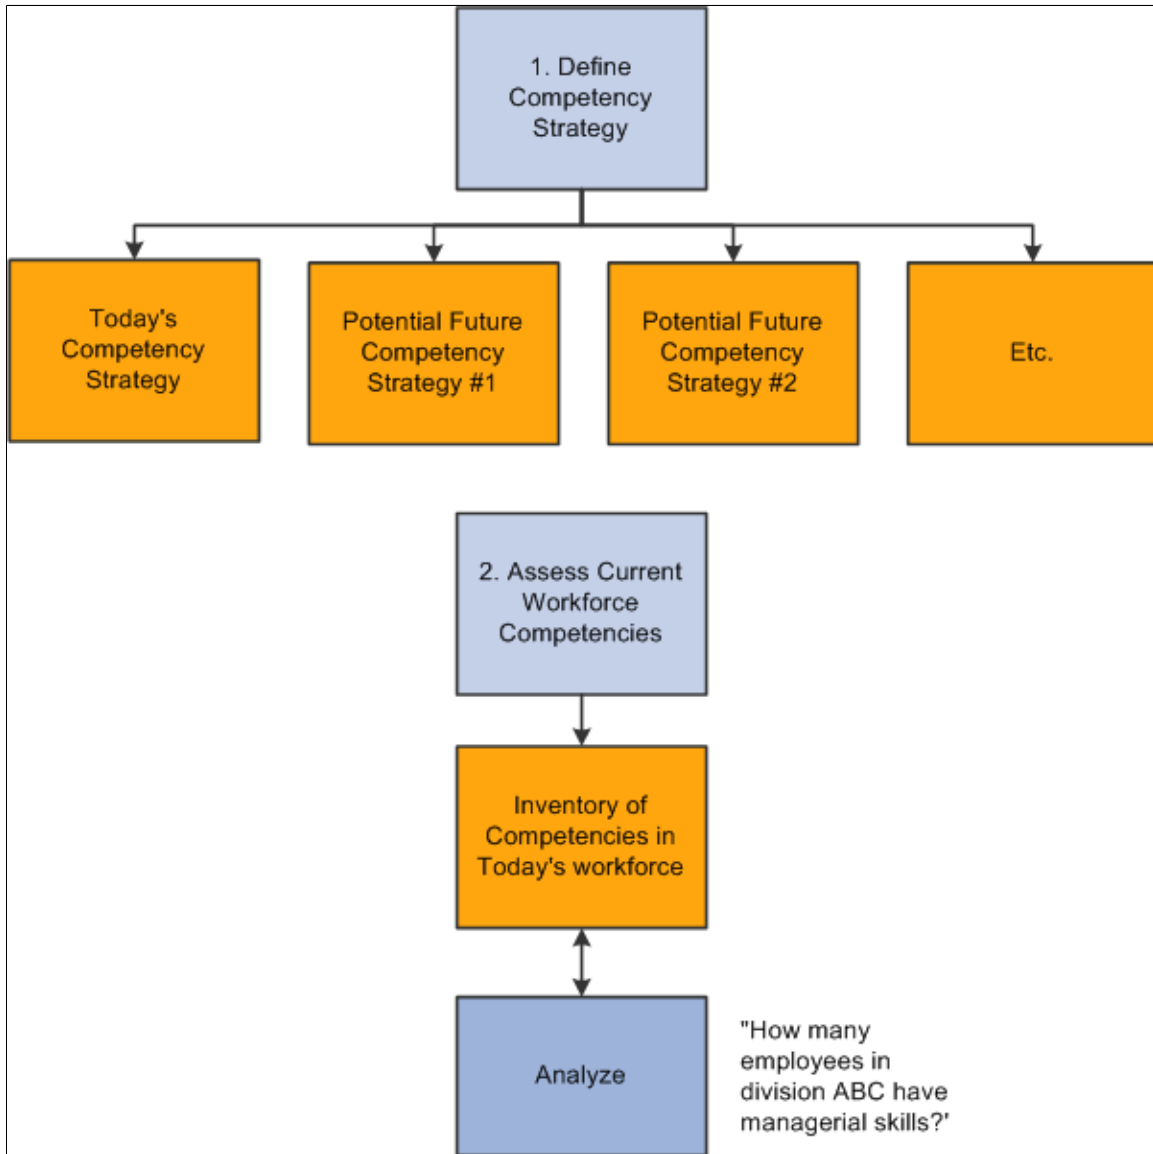 1. Define
Competency
Strategy
Today's
Competency
Strategy
Potential Future
Competency
Strategy #1
Potential Future
Competency
Strategy #2
Etc.
2. Assess Current
Workforce
Competencies
Inventory of
Competencies in
Today's workforce
Analyze
"How many
employees in
division ABC have
managerial skills?'